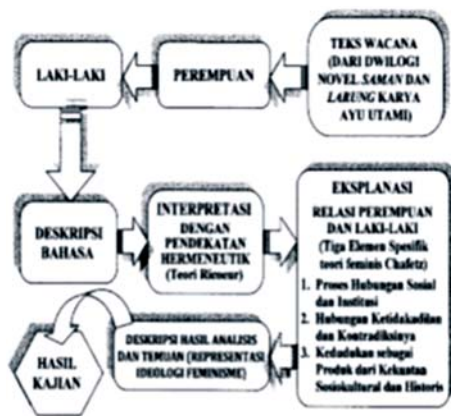 TEKS WACANA
(DARI DWILOGI
NOVEL SAMAN DAN
LARUNG KARYA
AYU UTAMI)
PEREMPUAN
LAKI-LAKI
DESKRIPSI
BAHASA
INTERPRETASI
DENGAN
PENDEKATAN
HERMENEUTIK
(Teori Ricoeur)
EKSPLANASI
RELASI PEREMPUAN
DAN LAKI-LAKI
(Tiga Elemen Spesifik
teori feminis Chafetz)
1. Proses Hubungan Sosial
dan Institusi
2. Hubungan Ketidakadilan
dan Kontradiksinya
3. Kedudukan sebagai
Produk dari Kekuatan
Sosiokultural dan Historis
DESKRIPSI HASIL ANALISIS
DAN TEMUAN (REPRESENTASI
IDEOLOGI FEMINISME)
HASIL
KAJIAN